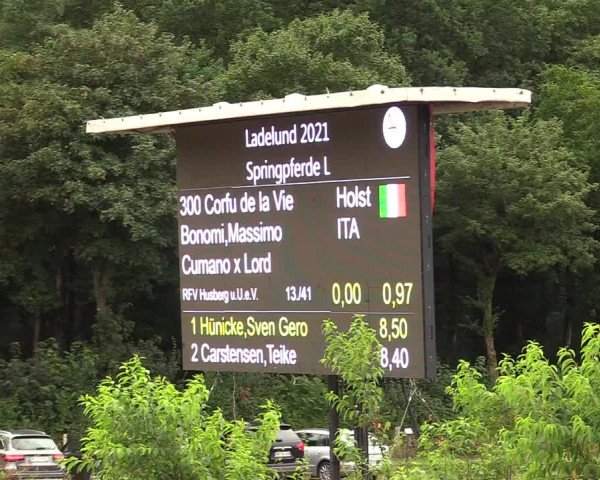 Ladelund 2021
Springpferde L
300 Corfu de la Vie Holst
Bonomi,Massimo ITA
Cumano x Lord
RFV Husberg u.U.e.V. 13./41 0,00 0,97
1 Hünicke,Sven Gero 8,50
2 Carstensen,Teike 8,40